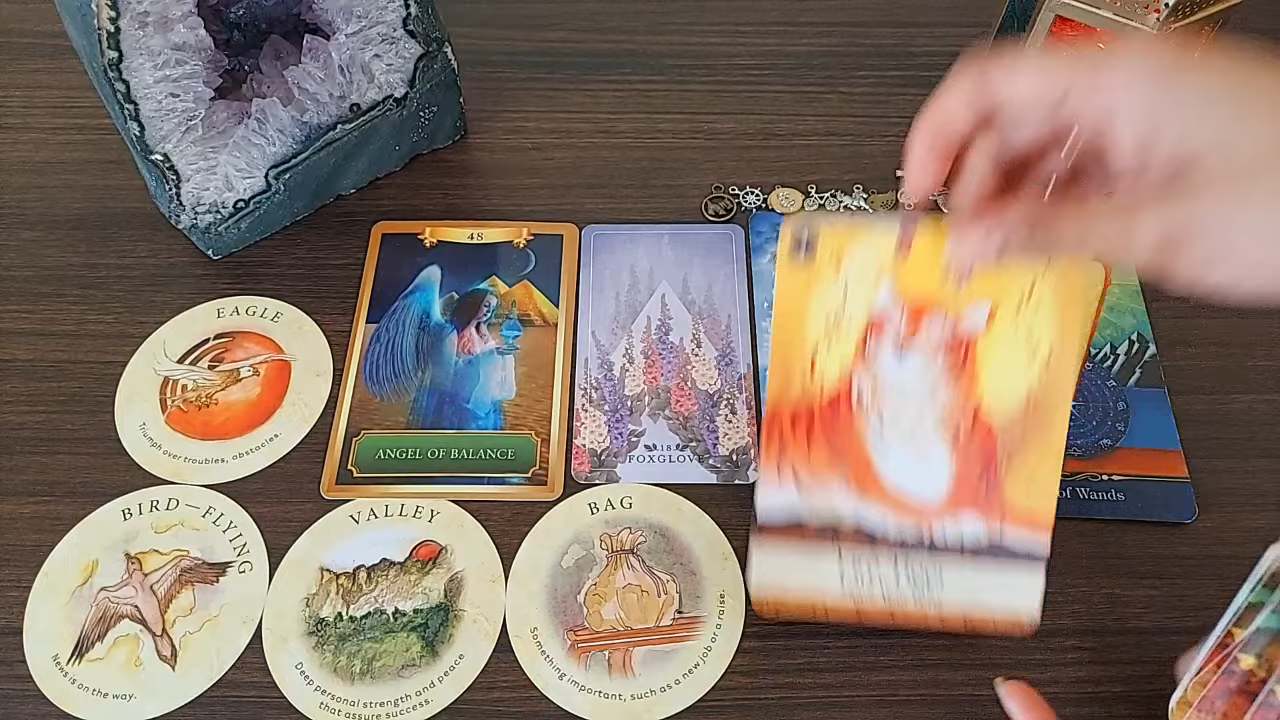 48
ANGEL OF BALANCE
.18.
FOXGLOVE
of Wands
EAGLE
Triumph over troubles, obstacles.
BIRD—FLYING
News is on the way.
VALLEY
Deep personal strength and peace
that assure success.
BAG
Something important, such as a new job or a raise.